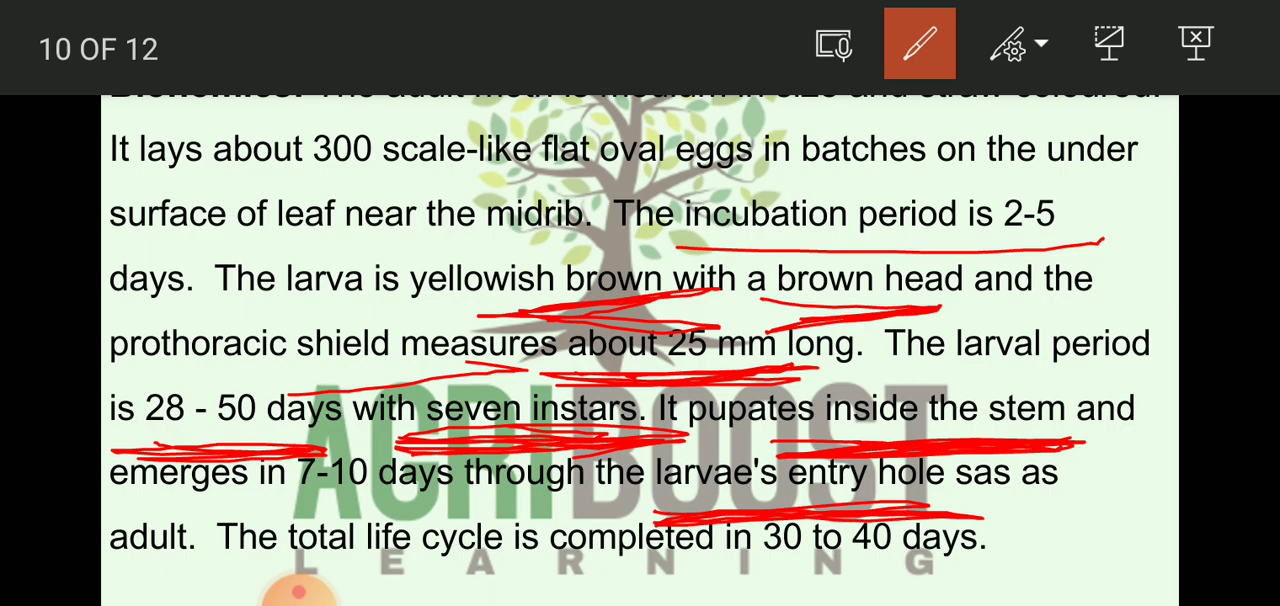 10 OF 12
It lays about 300 scale-like flat oval eggs in batches on the under
surface of leaf near the midrib. The incubation period is 2-5
days. The larva is yellowish brown with a brown head and the
prothoracic shield measures about 25 mm long. The larval period
is 28 - 50 days with seven instars. It pupates inside the stem and
emerges in 7-10 days through the larvae's entry hole sas as
adult. The total life cycle is completed in 30 to 40 days.
AGRIBOOST
LEARNING